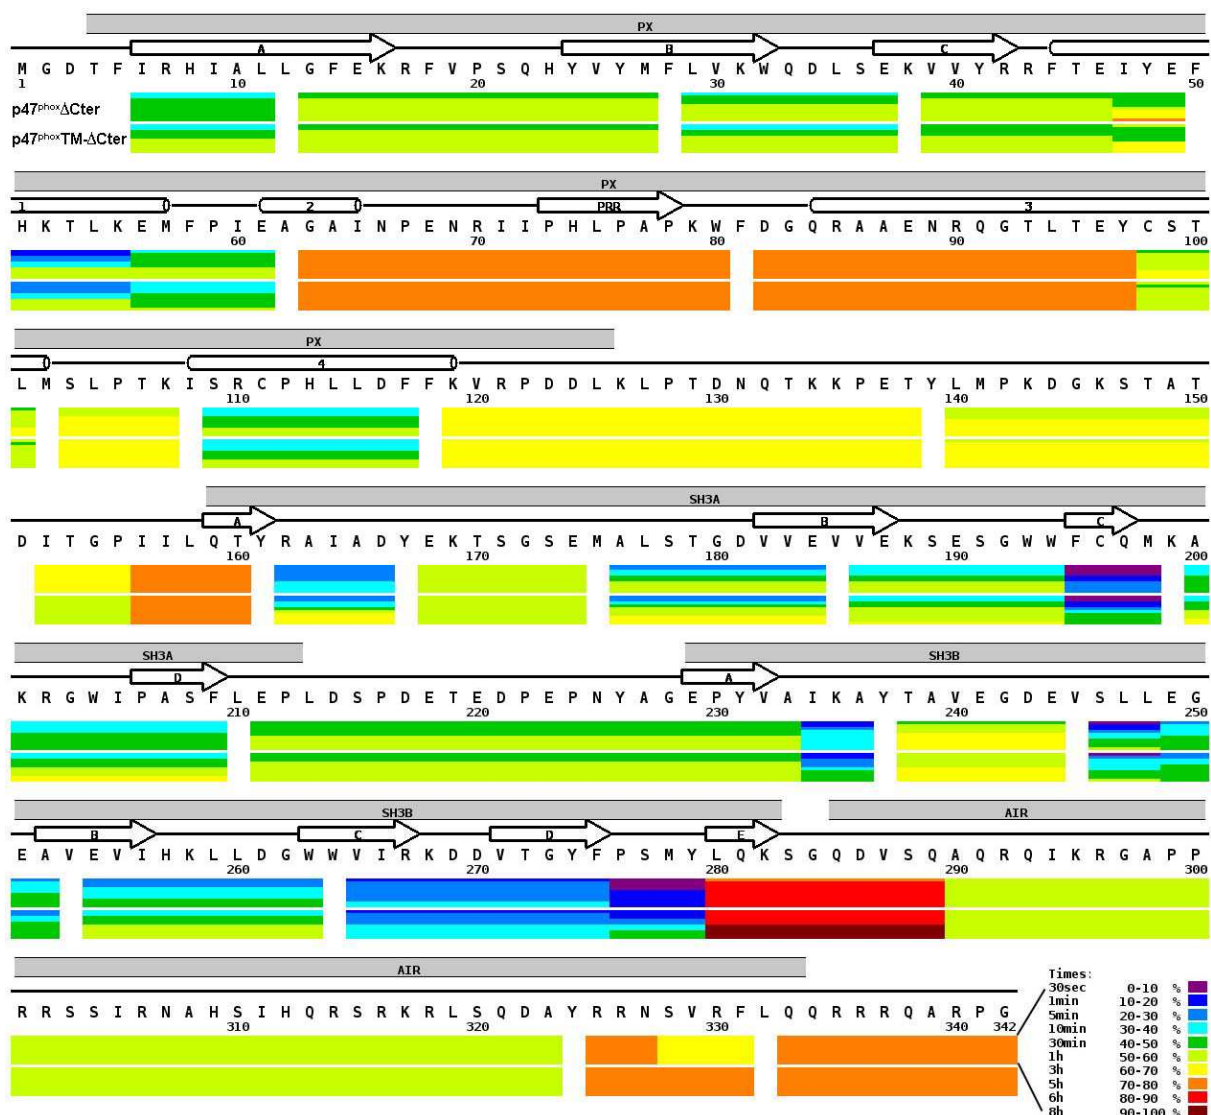 PX
A B C
M G D T F I R H I A L L G F E K R F V P S Q H Y V Y M F L V K W Q D L S E K V V Y R R F T E I Y E F
1 10 20 30 40 50
p47phoxΔCter
p47phoxTM-ΔCter
PX
1 2 PRR 3
H K T L K E M F P I E A G A I N P E N R I I P H L P A P K W F D G Q R A A E N R Q G T L T E Y C S T
60 70 80 90 100
PX
4
L M S L P T K I S R C P H L L D F F K V R P D D L K L P T D N Q T K K P E T Y L M P K D G K S T A T
110 120 130 140 150
SH3A
A B C
D I T G P I I L Q T Y R A I A D Y E K T S G S E M A L S T G D V V E V V E K S E S G W W F C Q M K A
160 170 180 190 200
SH3A SH3B
D A
K R G W I P A S F L E P L D S P D E T E D P E P N Y A G E P Y V A I K A Y T A V E G D E V S L L E G
210 220 230 240 250
SH3B AIR
B C D E
E A V E V I H K L L D G W W V I R K D D V T G Y F P S M Y L Q K S G Q D V S Q A Q R Q I K R G A P P
260 270 280 290 300
AIR
R R S S I R N A H S I H Q R S R K R L S Q D A Y R R N S V R F L Q Q R R R Q A R P G
310 320 330 340 342
Times:
30sec 0-10 %
1min 10-20 %
5min 20-30 %
10min 30-40 %
30min 40-50 %
1h 50-60 %
3h 60-70 %
5h 70-80 %
6h 80-90 %
8h 90-100 %